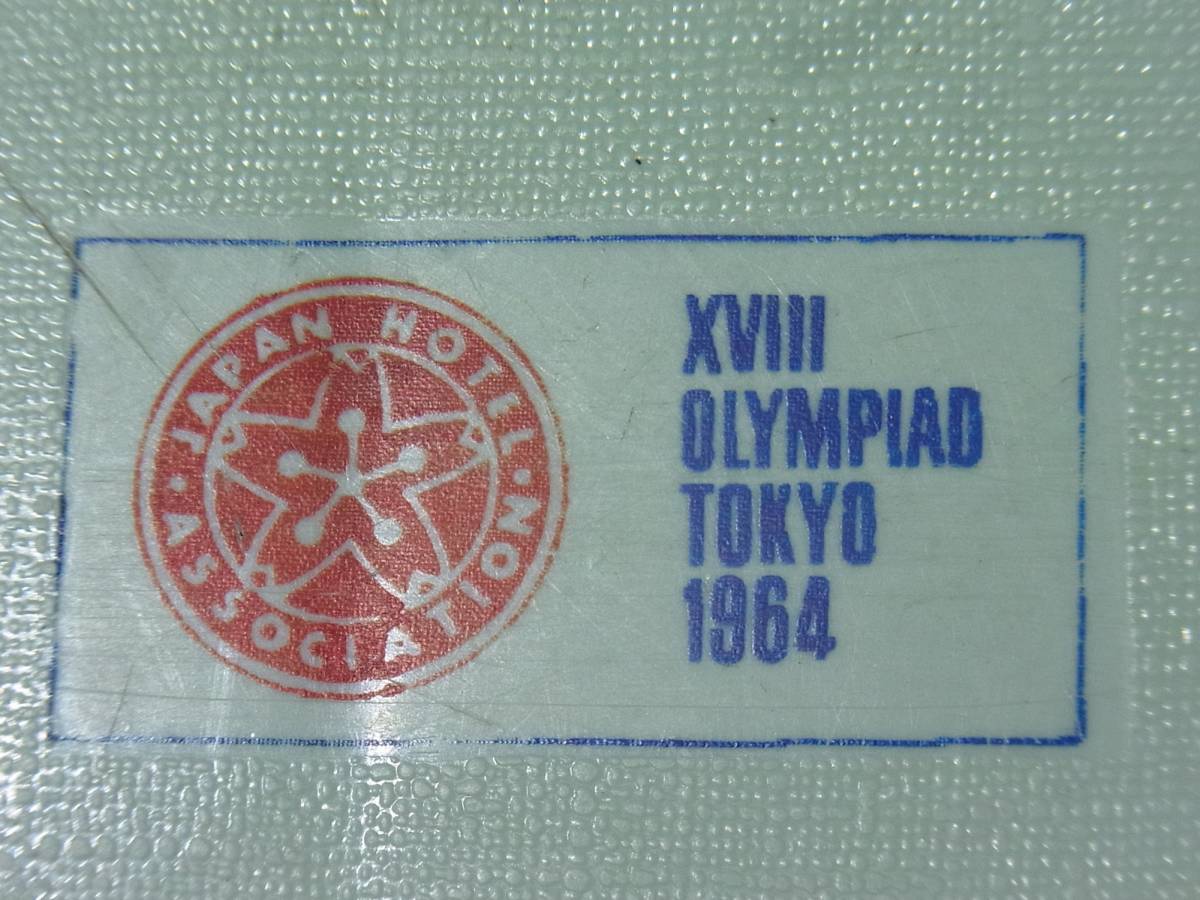 JAPAN HOTEL
· ASSOCIATION ·
XVIII
OLYMPIAD
TOKYO
1964